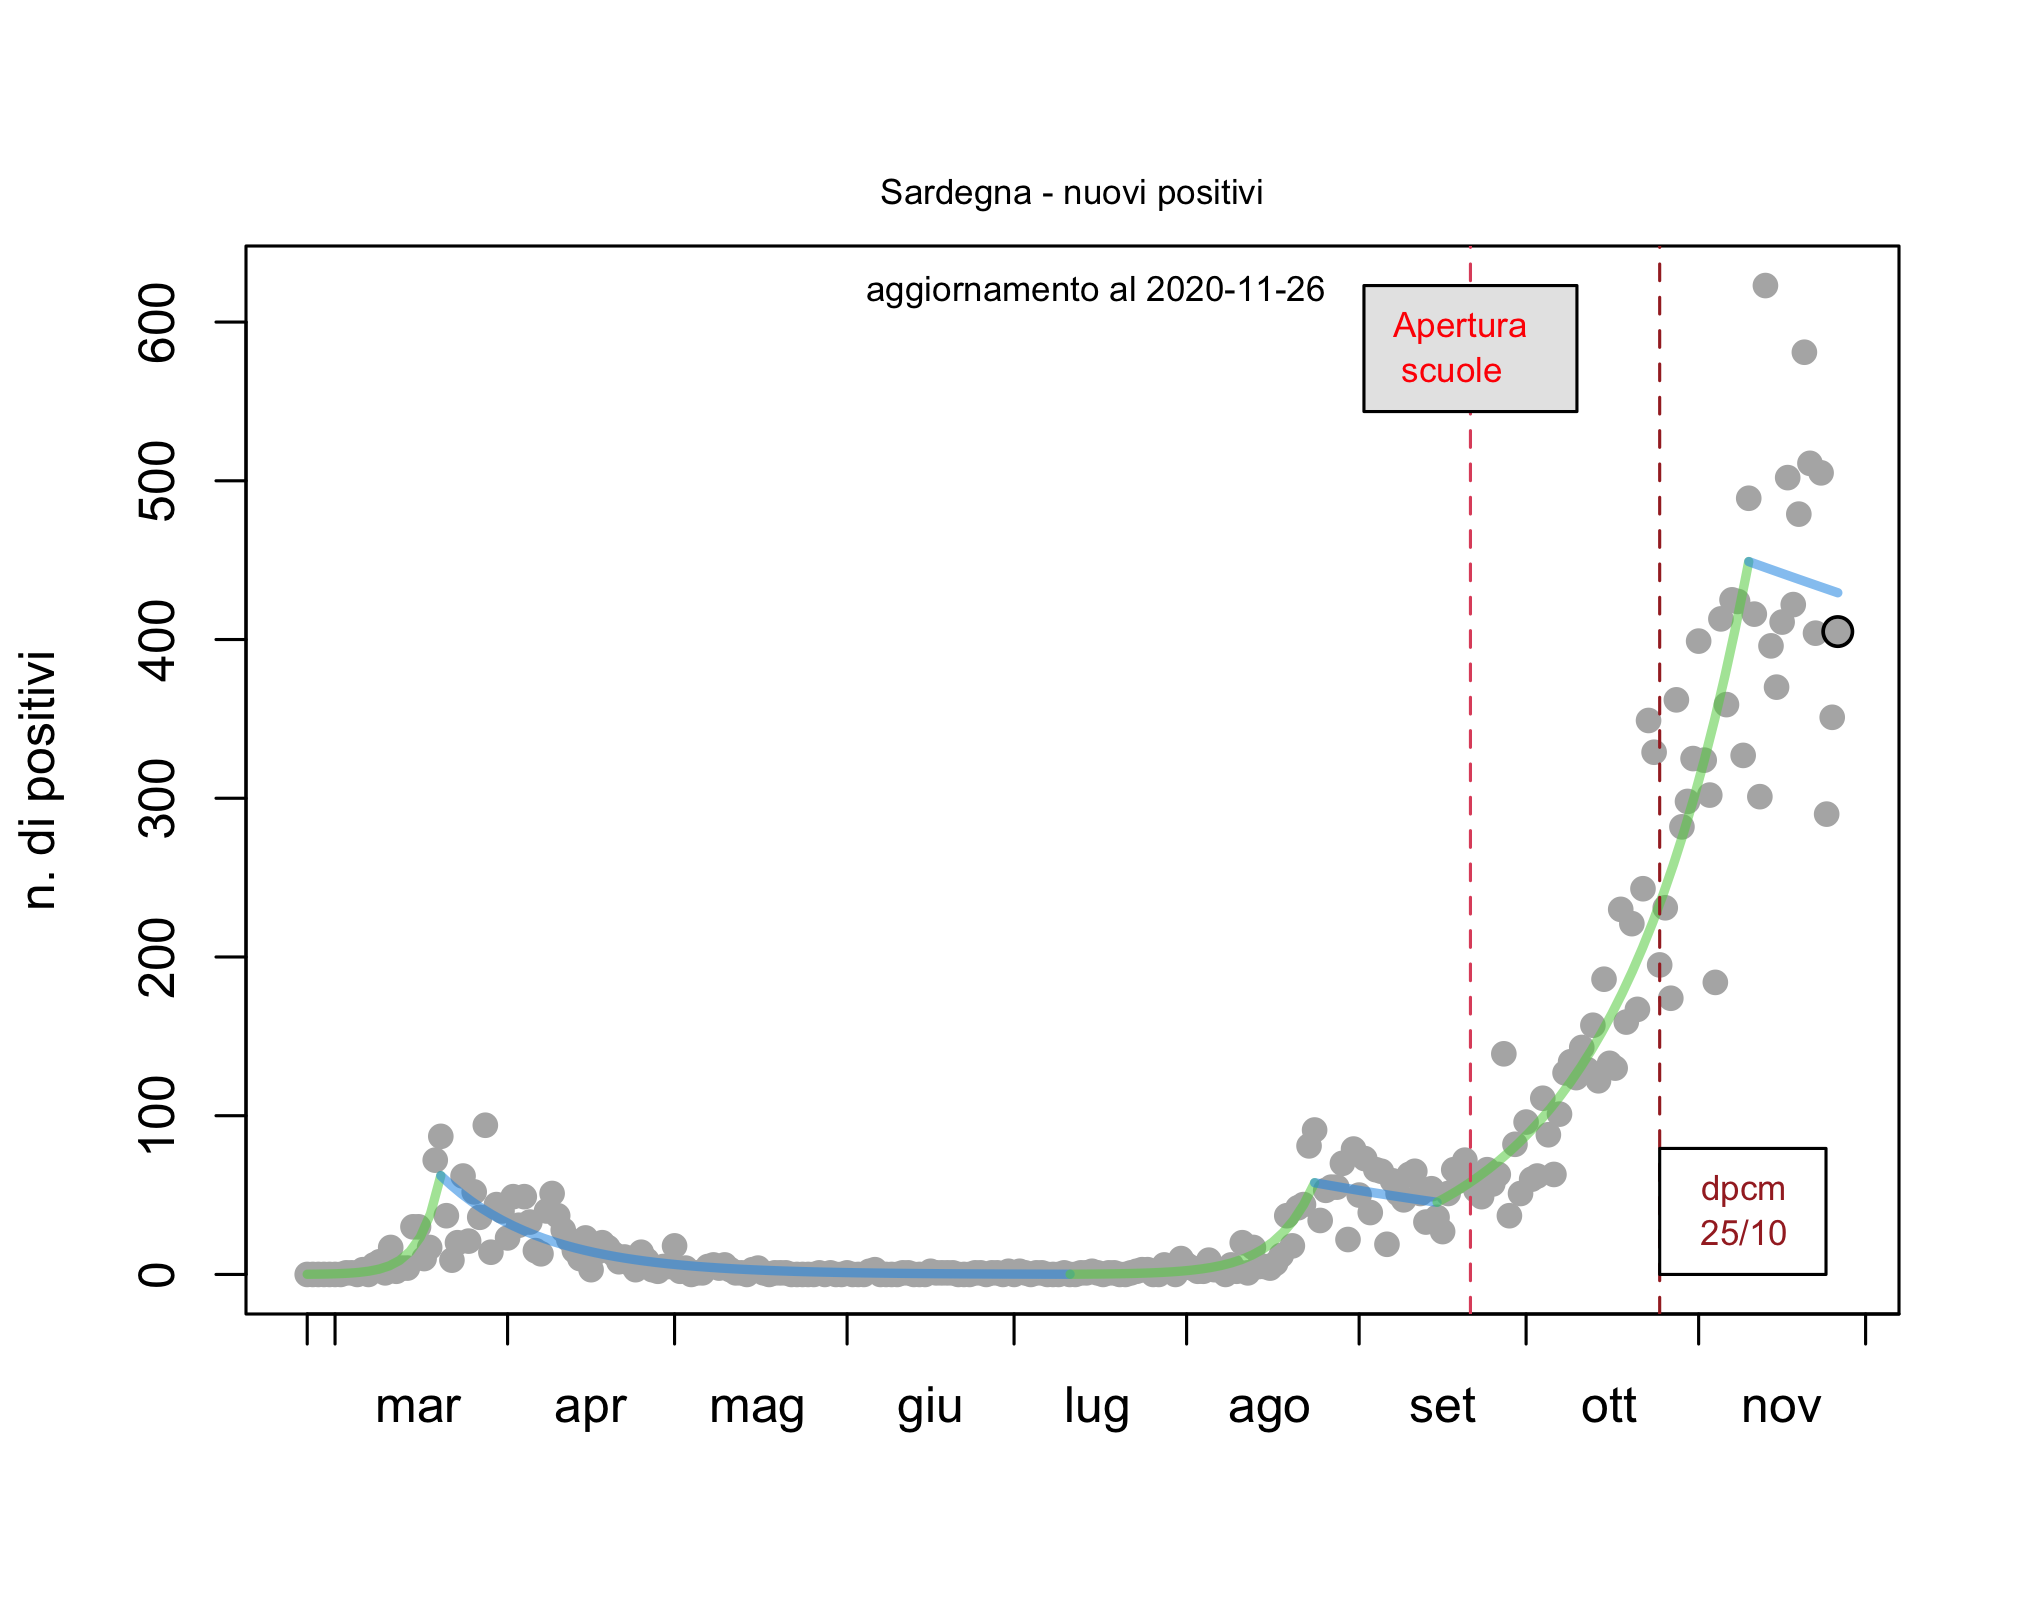 Sardegna - nuovi positivi
aggiornamento al 2020-11-26
Apertura
scuole
n. di positivi
600
500
400
300
200
100
0
dpcm
25/10
mar apr mag giu lug ago set ott nov